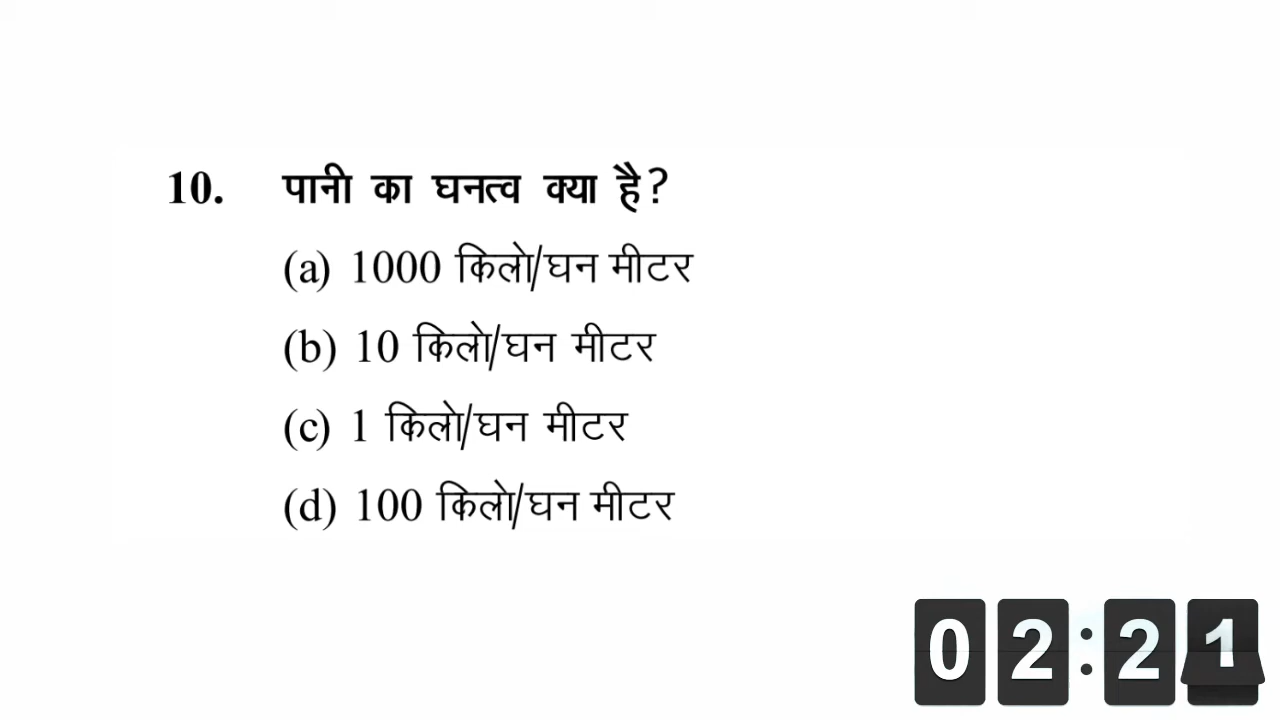 10. पानी का घनत्व क्या है?
(a) 1000 किलो/घन मीटर
(b) 10 किलो/घन मीटर
(c) 1 किलो/घन मीटर
(d) 100 किलो/घन मीटर
02:21